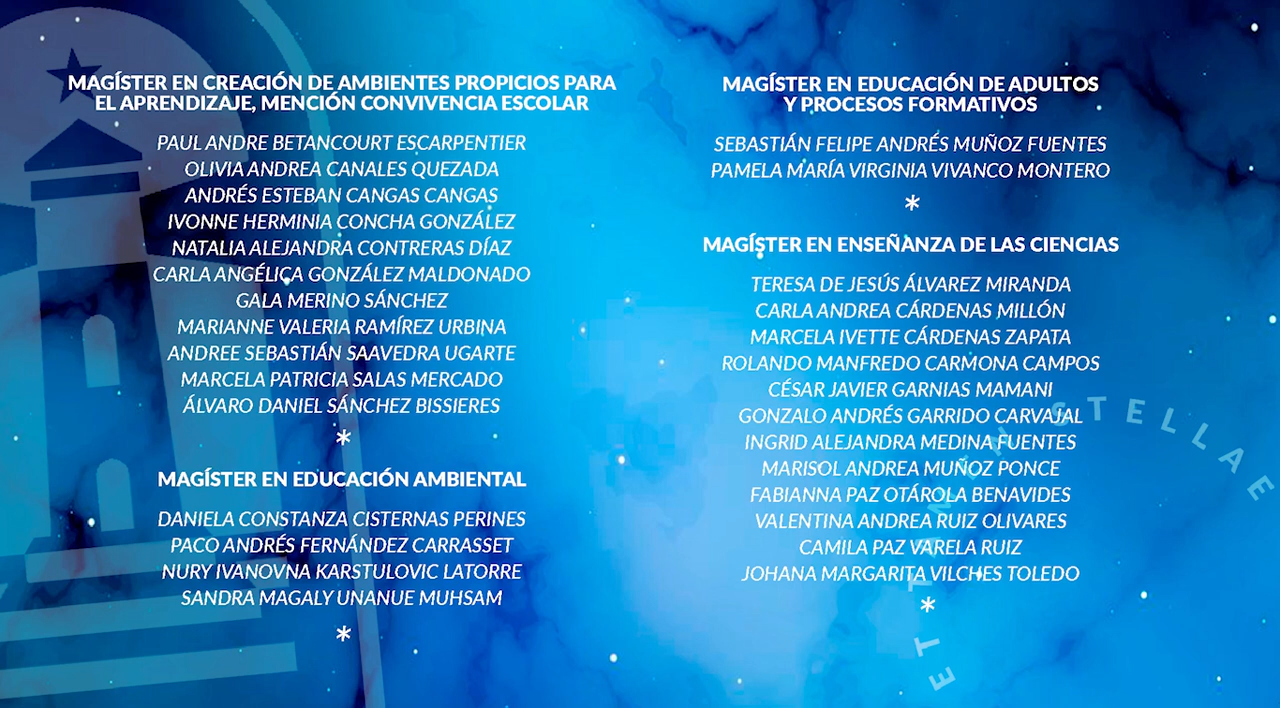 MAGÍSTER EN CREACIÓN DE AMBIENTES PROPICIOS PARA
EL APRENDIZAJE, MENCIÓN CONVIVENCIA ESCOLAR
PAUL ANDRE BETANCOURT ESCARPENTIER
OLIVIA ANDREA CANALES QUEZADA
ANDRÉS ESTEBAN CANGAS CANGAS
IVONNE HERMINIA CONCHA GONZÁLEZ
NATALIA ALEJANDRA CONTRERAS DÍAZ
CARLA ANGÉLICA GONZÁLEZ MALDONADO
GALA MERINO SÁNCHEZ
MARIANNE VALERIA RAMÍREZ URBINA
ANDREE SEBASTIÁN SAAVEDRA UGARTE
MARCELA PATRICIA SALAS MERCADO
ÁLVARO DANIEL SÁNCHEZ BISSIERES
*
MAGÍSTER EN EDUCACIÓN AMBIENTAL
DANIELA CONSTANZA CISTERNAS PERINES
PACO ANDRÉS FERNÁNDEZ CARRASSET
NURY IVANOVNA KARSTULOVIC LATORRE
SANDRA MAGALY UNANUE MUHSAM
*
MAGÍSTER EN EDUCACIÓN DE ADULTOS
Y PROCESOS FORMATIVOS
SEBASTIÁN FELIPE ANDRÉS MUÑOZ FUENTES
PAMELA MARÍA VIRGINIA VIVANCO MONTERO
*
MAGÍSTER EN ENSEÑANZA DE LAS CIENCIAS
TERESA DE JESÚS ÁLVAREZ MIRANDA
CARLA ANDREA CÁRDENAS MILLÓN
MARCELA IVETTE CÁRDENAS ZAPATA
ROLANDO MANFREDO CARMONA CAMPOS
CÉSAR JAVIER GARNIAS MAMANI
GONZALO ANDRÉS GARRIDO CARVAJAL
INGRID ALEJANDRA MEDINA FUENTES
MARISOL ANDREA MUÑOZ PONCE
FABIANNA PAZ OTÁROLA BENAVIDES
VALENTINA ANDREA RUIZ OLIVARES
CAMILA PAZ VARELA RUIZ
JOHANA MARGARITA VILCHES TOLEDO
*
ET TAMEN STELLAE